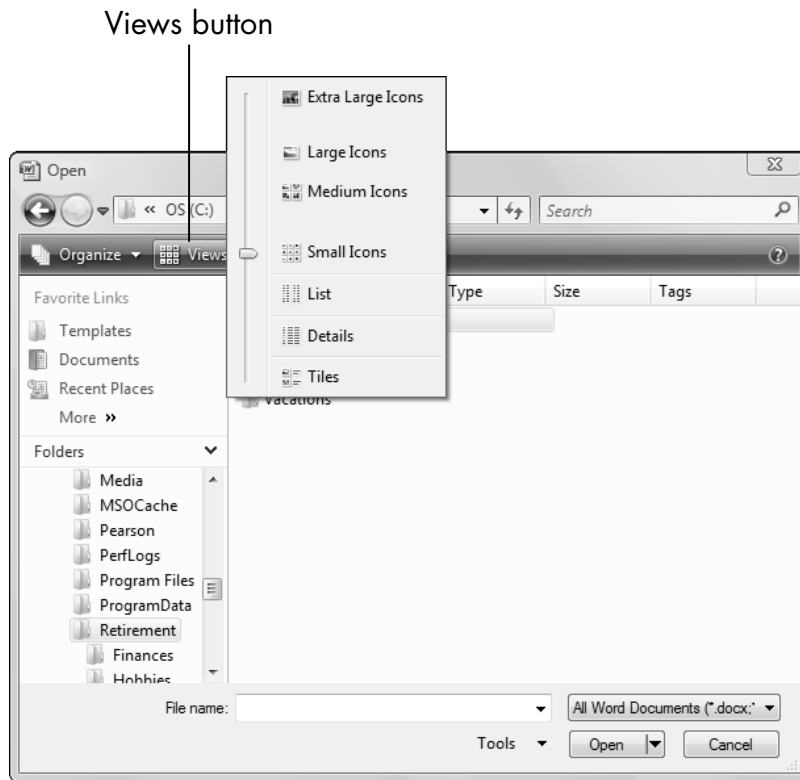 Views button
Extra Large Icons
Large Icons
Medium Icons
Small Icons
List
Details
Tiles
Open
« OS (C:)
Search
Organize
Views
Type Size Tags
Favorite Links
Templates
Documents
Recent Places
More »
Vacations
Folders
Media
MSOCache
Pearson
PerfLogs
Program Files
ProgramData
Retirement
Finances
Hobbies
File name:
All Word Documents (*.docx;*
Tools Open Cancel